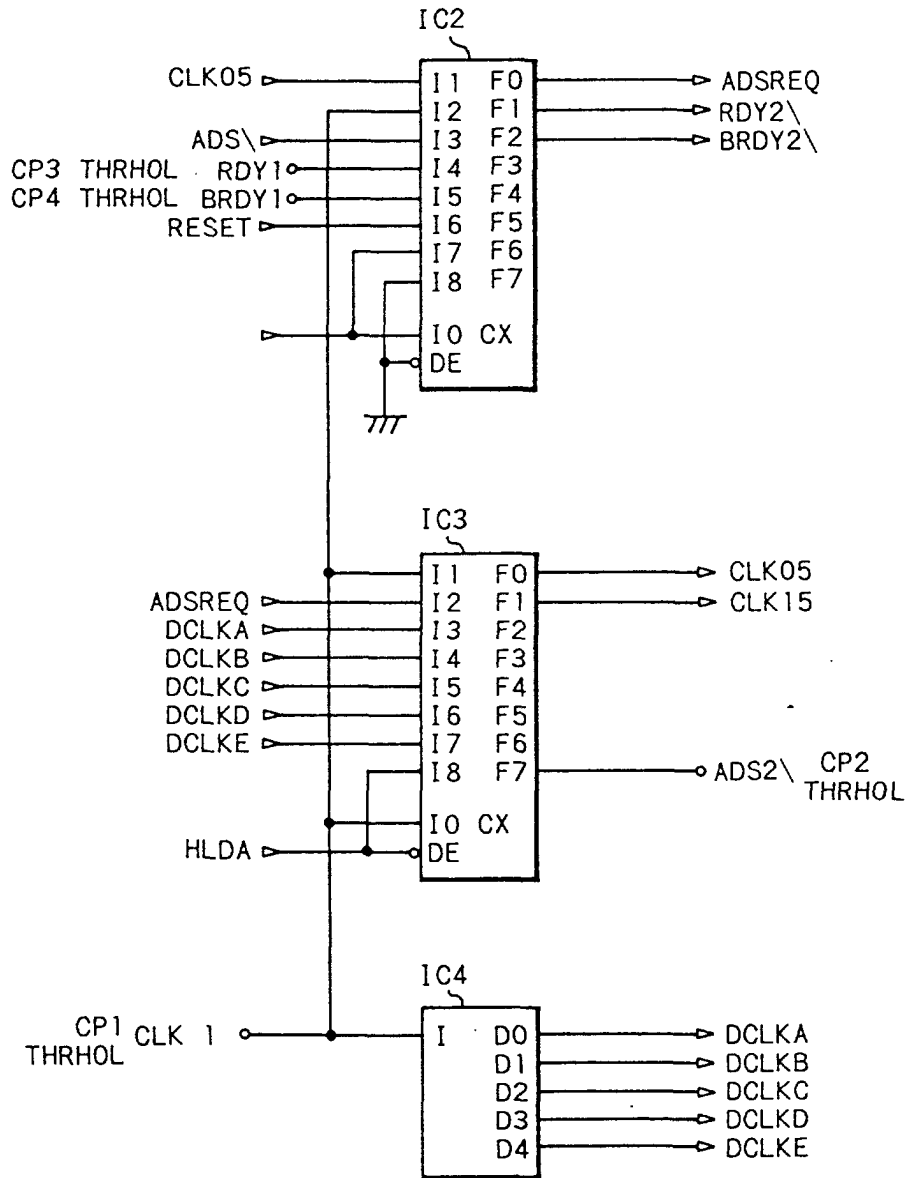 IC2
CLK05 I1 F0 ADSREQ
I2 F1 RDY2\
ADS\ I3 F2 BRDY2\
CP3 THRHOL RDY1 I4 F3
CP4 THRHOL BRDY1 I5 F4
RESET I6 F5
I7 F6
I8 F7
I0 CX
DE
IC3
I1 F0 CLK05
ADSREQ I2 F1 CLK15
DCLKA I3 F2
DCLKB I4 F3
DCLKC I5 F4
DCLKD I6 F5
DCLKE I7 F6
I8 F7 ADS2\ CP2
THRHOL
I0 CX
HLDA DE
IC4
CP1 CLK 1 I D0 DCLKA
THRHOL
D1 DCLKB
D2 DCLKC
D3 DCLKD
D4 DCLKE